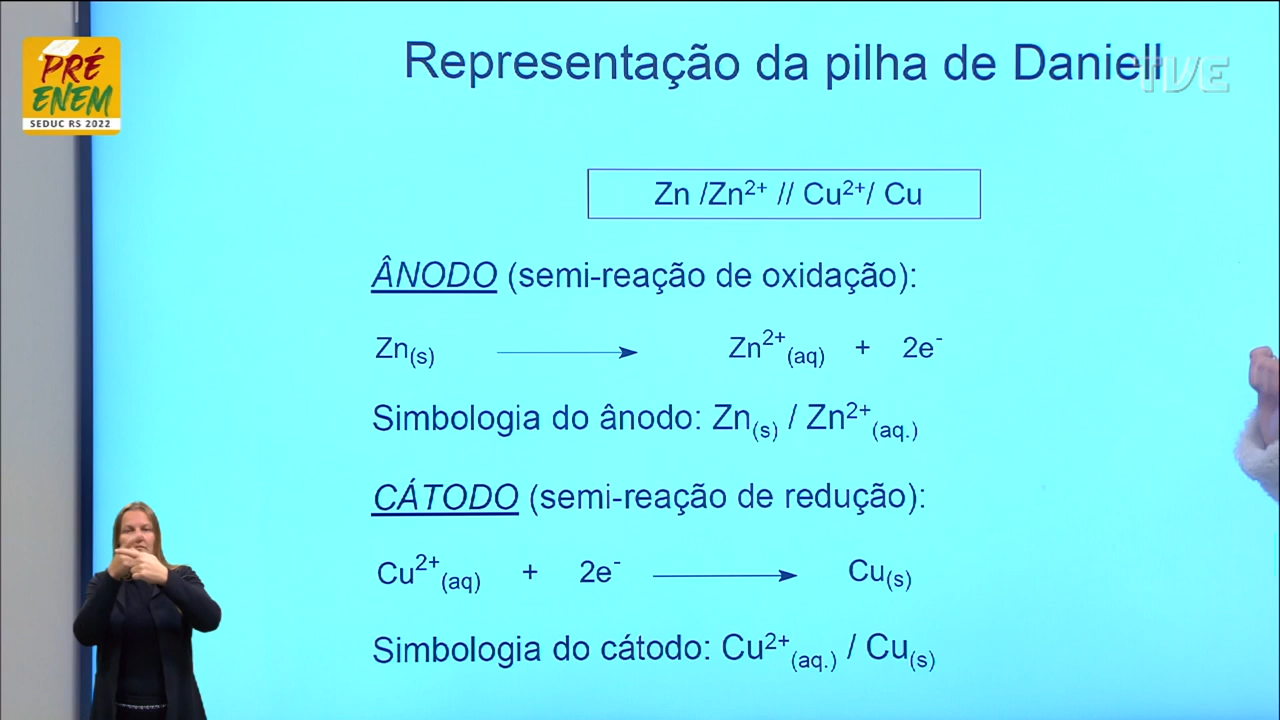 PRÉ
ENEM
SEDUC RS 2022
Representação da pilha de Daniell
TVE
Zn /Zn²⁺ // Cu²⁺/ Cu
ÂNODO (semi-reação de oxidação):
Zn₍s₎ → Zn²⁺₍aq₎ + 2e⁻
Simbologia do ânodo: Zn₍s₎ / Zn²⁺₍aq.₎
CÁTODO (semi-reação de redução):
Cu²⁺₍aq₎ + 2e⁻ → Cu₍s₎
Simbologia do cátodo: Cu²⁺₍aq.₎ / Cu₍s₎